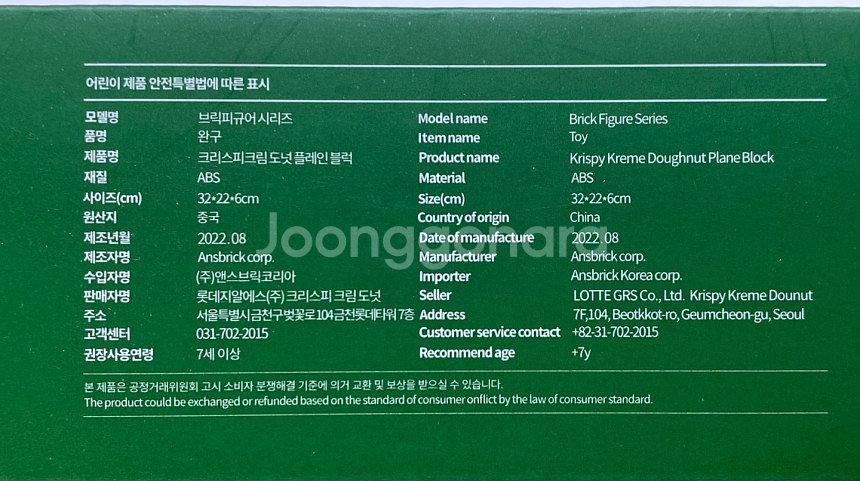 어린이 제품 안전특별법에 따른 표시
모델명 브릭피규어 시리즈 Model name Brick Figure Series
품명 완구 Item name Toy
제품명 크리스피크림 도넛 플레인 블럭 Product name Krispy Kreme Doughnut Plane Block
재질 ABS Material ABS
사이즈(cm) 32*22*6cm Size(cm) 32*22*6cm
원산지 중국 Country of origin China
제조년월 2022. 08 Date of manufacture 2022. 08
제조자명 Ansbrick corp. Manufacturer Ansbrick corp.
수입자명 (주)앤스브릭코리아 Importer Ansbrick Korea corp.
판매자명 롯데지알에스(주) 크리스피 크림 도넛 Seller LOTTE GRS Co., Ltd. Krispy Kreme Dounut
주소 서울특별시 금천구 벚꽃로 104 금천롯데타워 7층 Address 7F,104, Beotkkot-ro, Geumcheon-gu, Seoul
고객센터 031-702-2015 Customer service contact +82-31-702-2015
권장사용연령 7세 이상 Recommend age +7y
본 제품은 공정거래위원회 고시 소비자 분쟁해결 기준에 의거 교환 및 보상을 받으실 수 있습니다.
The product could be exchanged or refunded based on the standard of consumer onflict by the law of consumer standard.
Joonggonara